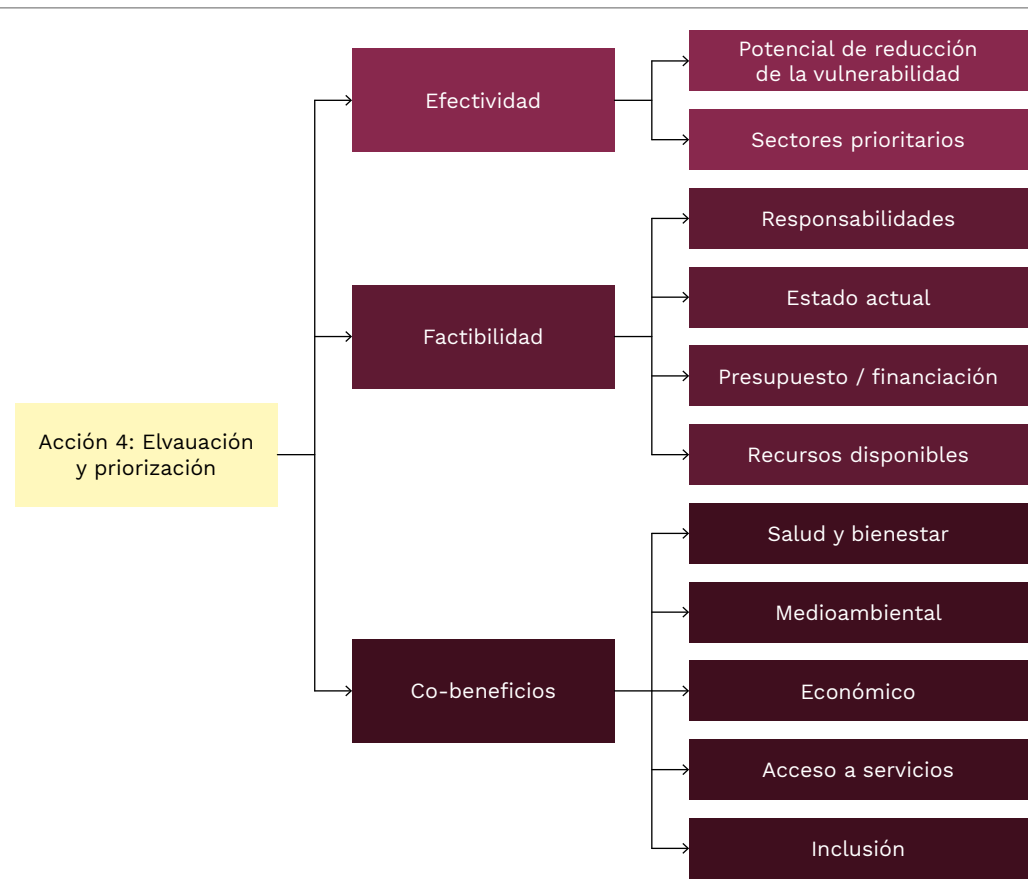 Acción 4: Elvauación
y priorización
Efectividad
Potencial de reducción
de la vulnerabilidad
Sectores prioritarios
Factibilidad
Responsabilidades
Estado actual
Presupuesto / financiación
Recursos disponibles
Co-beneficios
Salud y bienestar
Medioambiental
Económico
Acceso a servicios
Inclusión